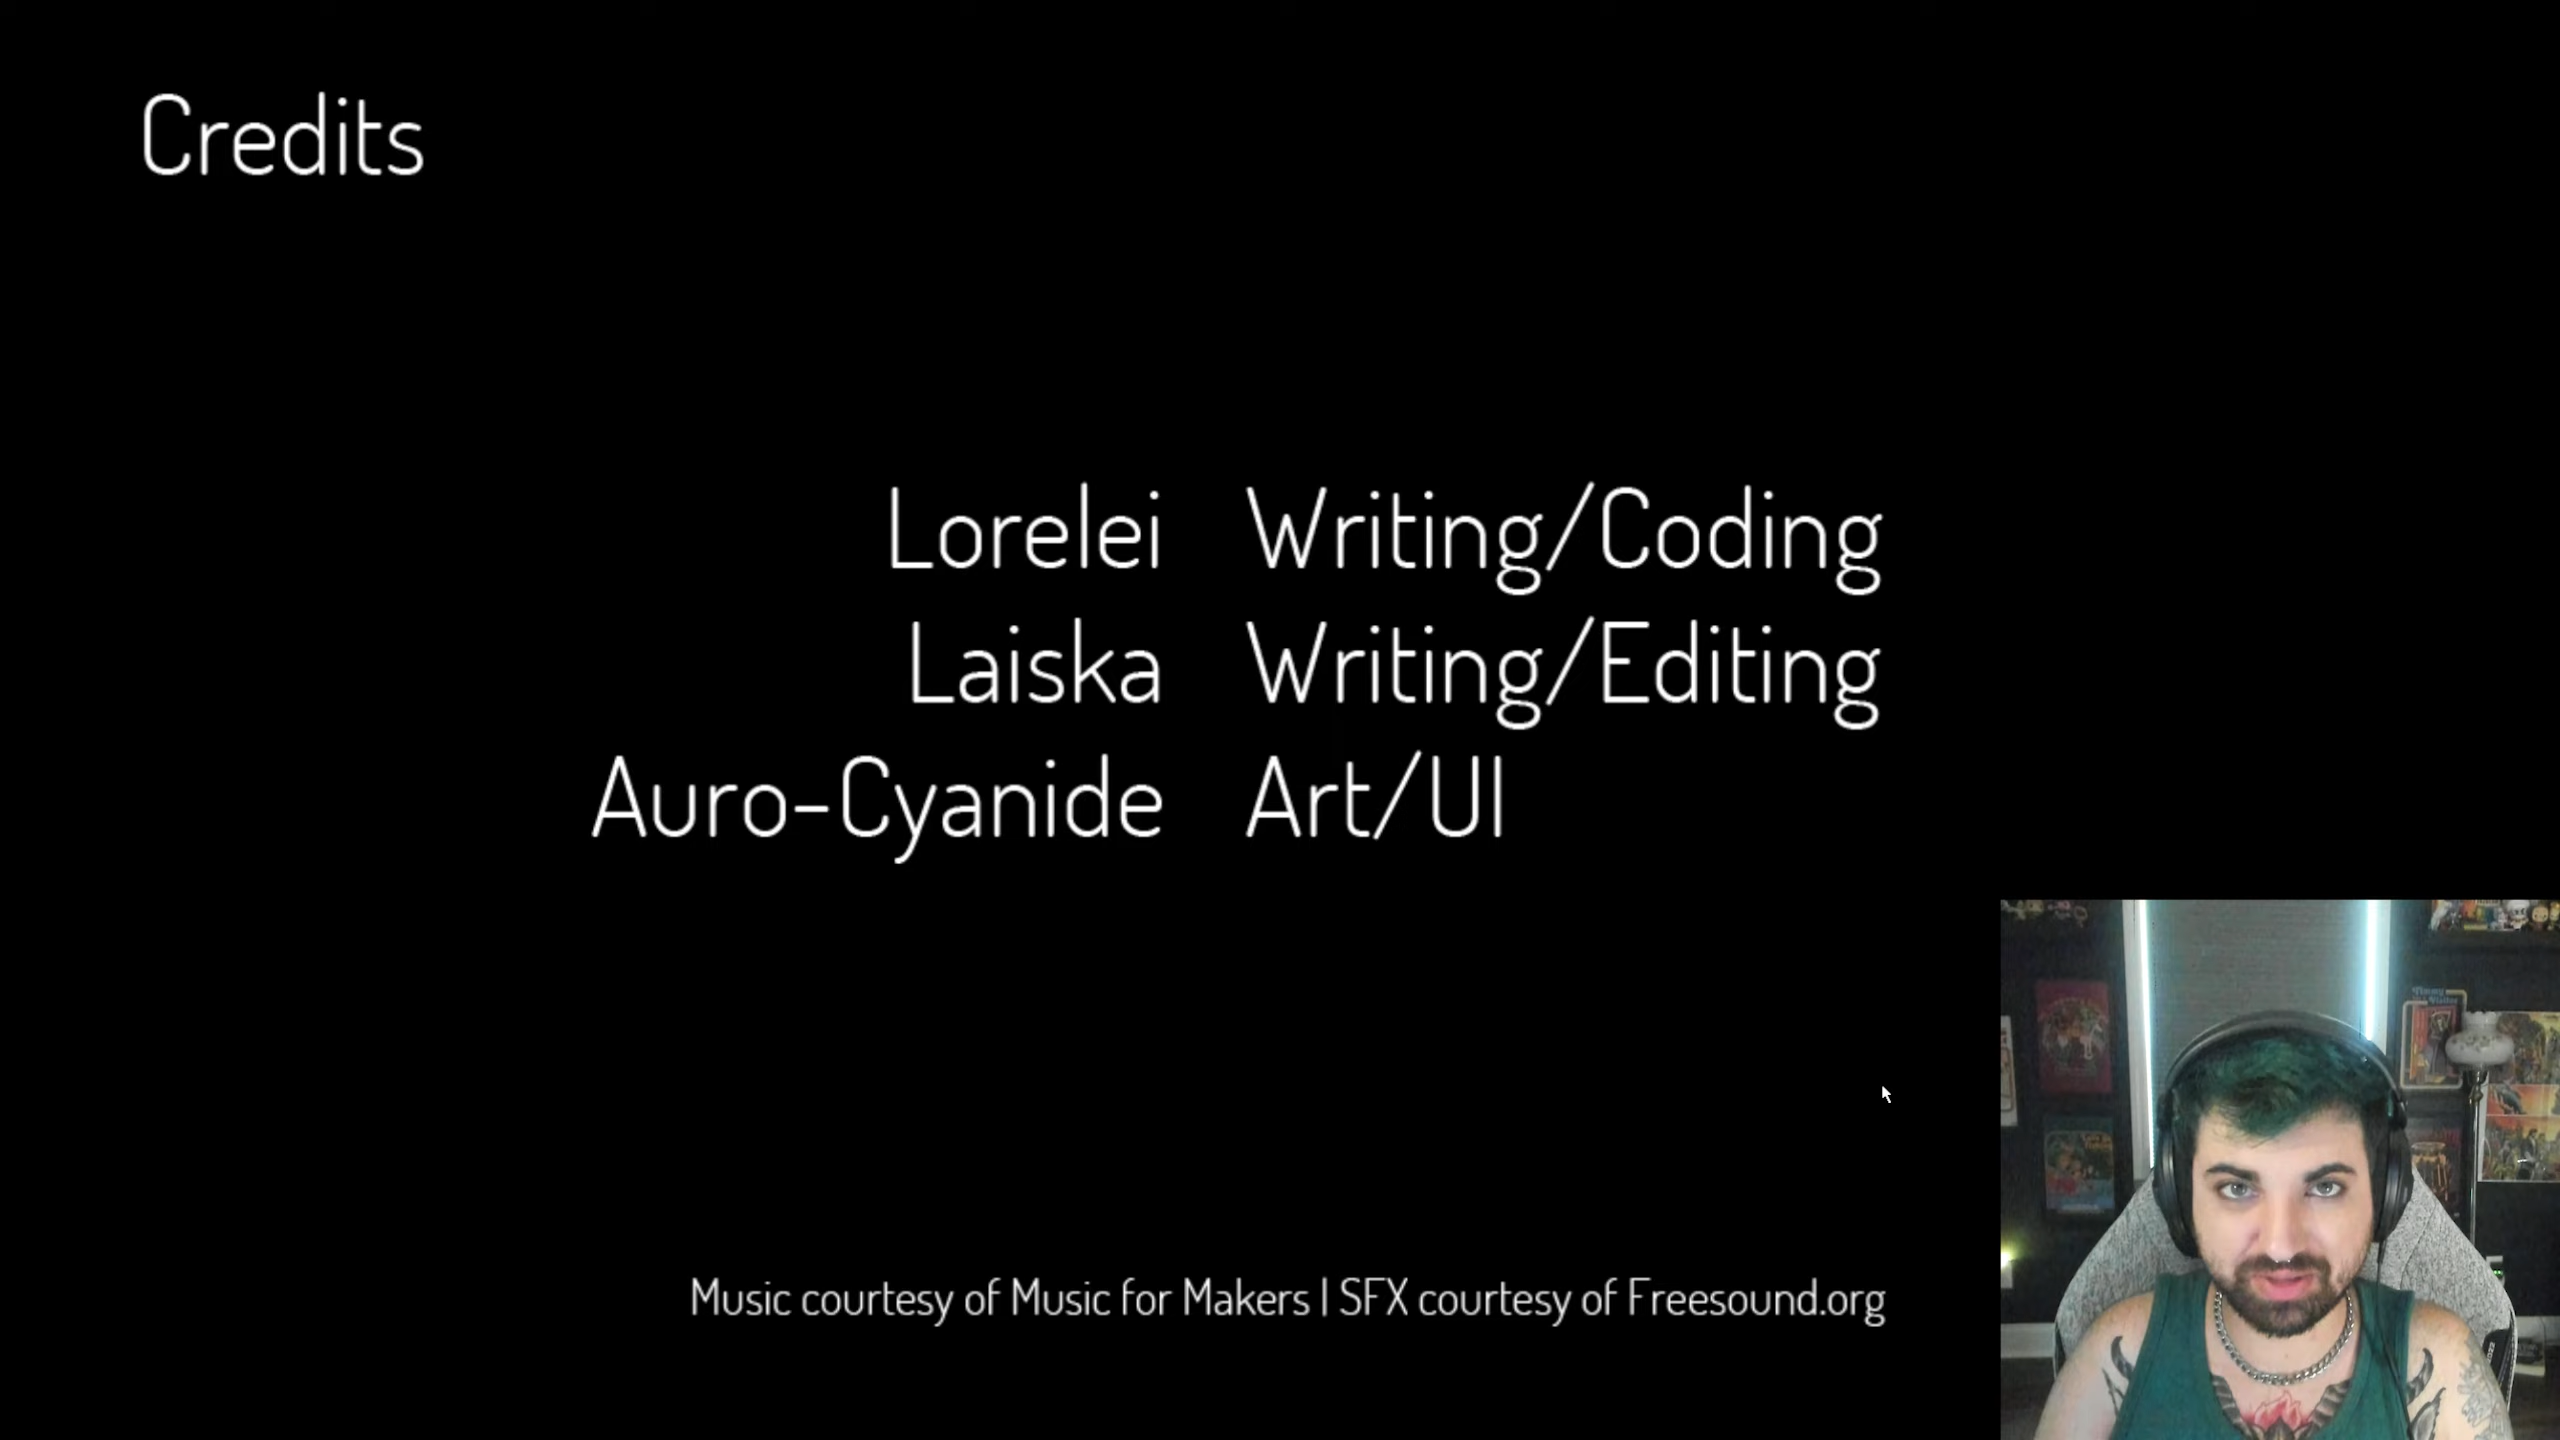 Credits
Lorelei Writing/Coding
Laiska Writing/Editing
Auro-Cyanide Art/UI
Music courtesy of Music for Makers | SFX courtesy of Freesound.org